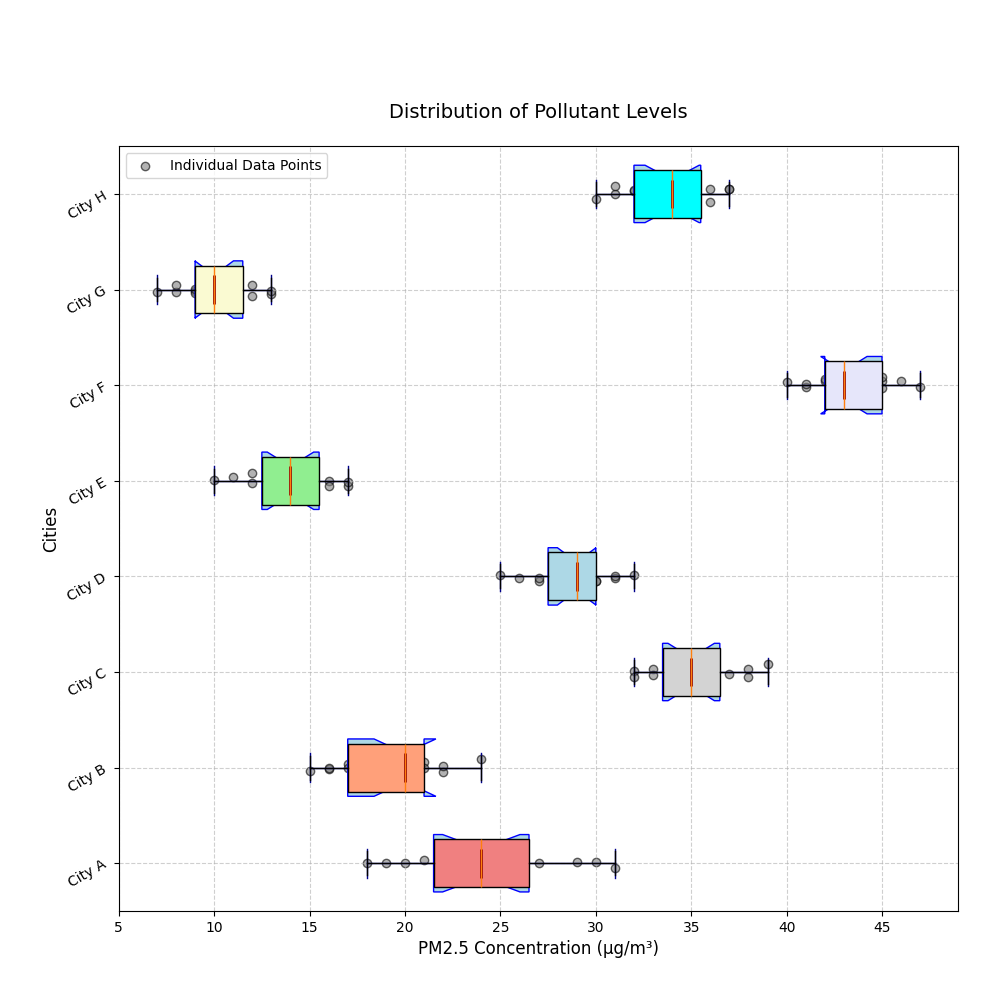 Distribution of Pollutant Levels
Individual Data Points
City H
City G
City F
City E
City D
City C
City B
City A
Cities
5 10 15 20 25 30 35 40 45
PM2.5 Concentration (µg/m³)